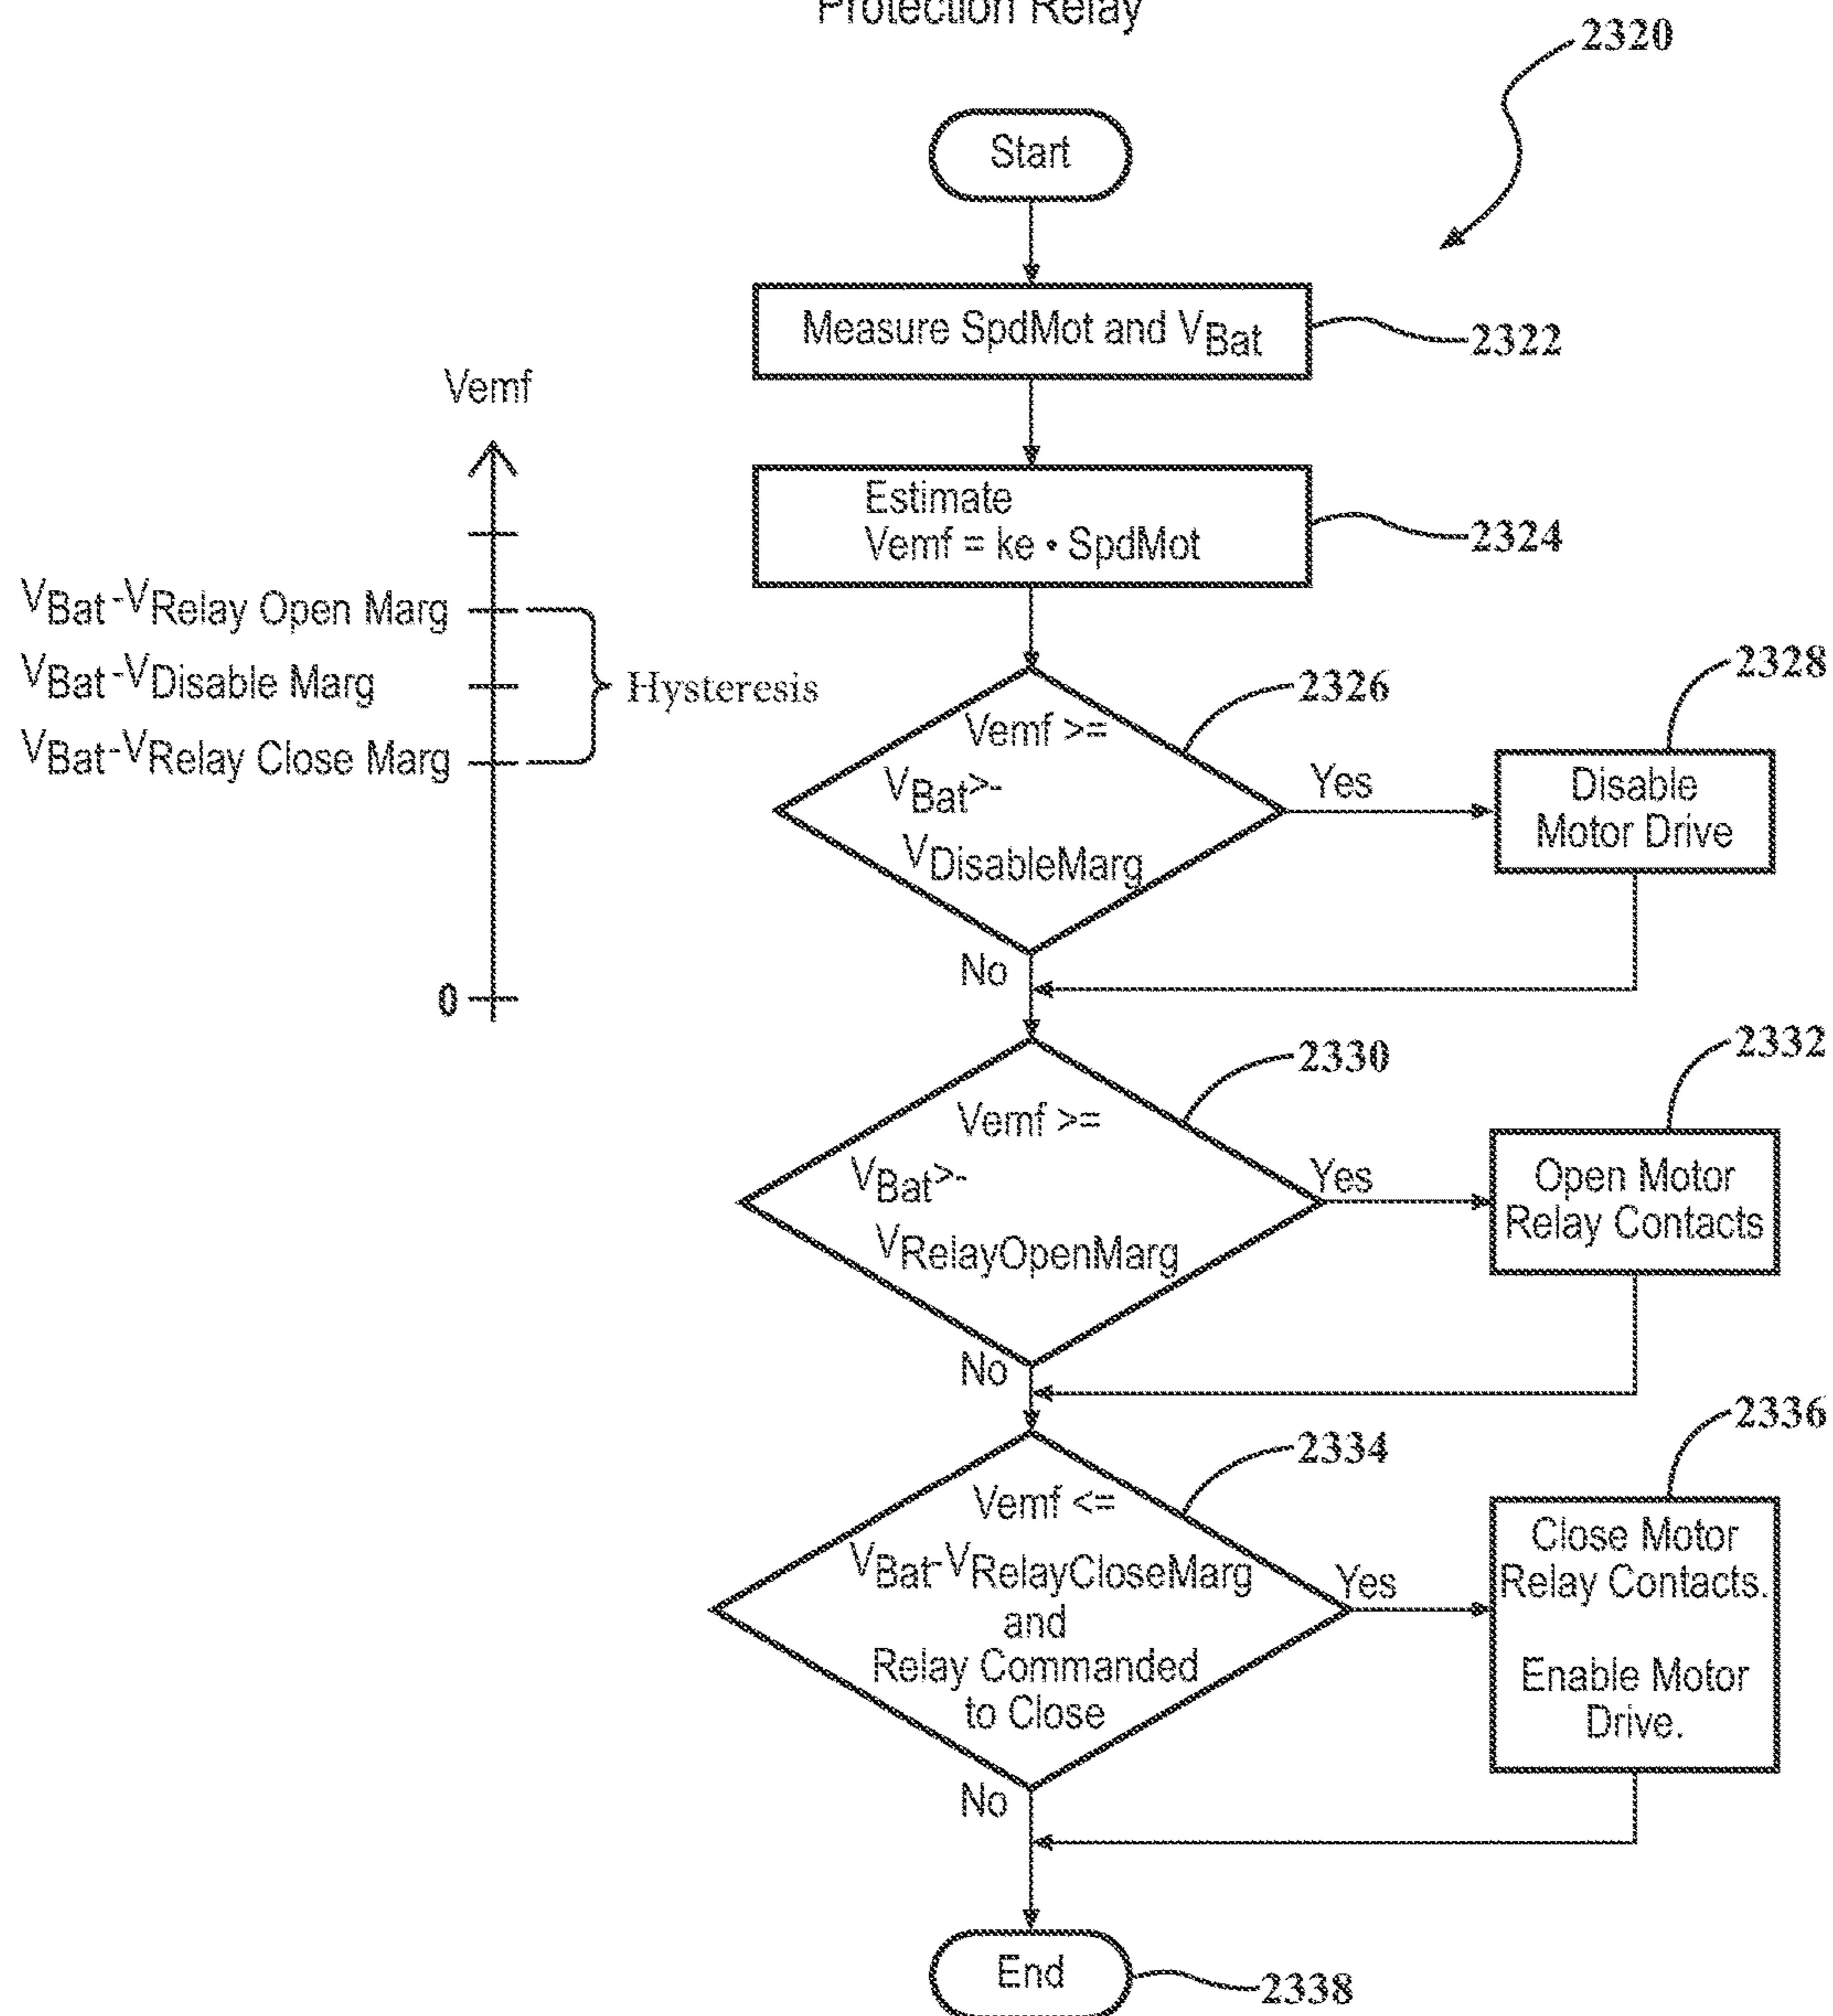 Protection Relay
2320
Start
Measure SpdMot and VBat
2322
Estimate
Vemf = ke • SpdMot
2324
Vemf
VBat-VRelay Open Marg
VBat-VDisable Marg
VBat-VRelay Close Marg
Hysteresis
0
Vemf >=
VBat>-
VDisableMarg
2326
Yes
No
Disable
Motor Drive
2328
Vemf >=
VBat>-
VRelayOpenMarg
2330
Yes
No
Open Motor
Relay Contacts
2332
Vemf <=
VBat-VRelayCloseMarg
and
Relay Commanded
to Close
2334
Yes
No
Close Motor
Relay Contacts.
Enable Motor
Drive.
2336
End
2338